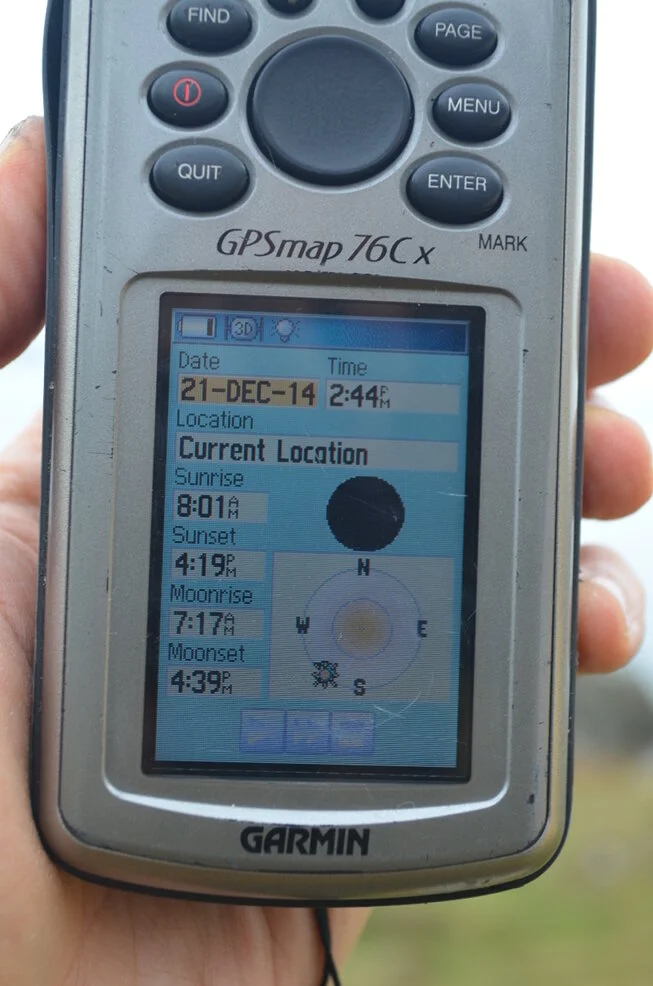 FIND
PAGE
MENU
QUIT
ENTER
GPSmap 76Cx
MARK
3D
Date Time
21-DEC-14 2:44PM
Location
Current Location
Sunrise
8:01AM
Sunset
4:19PM
N
Moonrise
7:17AM
W E
Moonset
4:39PM
S
GARMIN